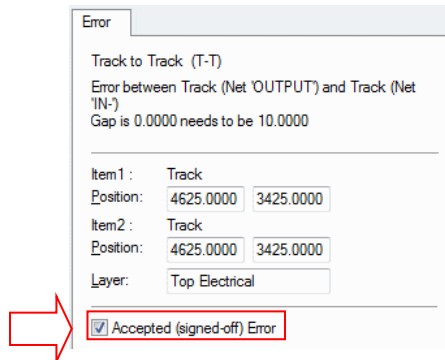 Error
Track to Track (T-T)
Error between Track (Net 'OUTPUT') and Track (Net
'IN-')
Gap is 0.0000 needs to be 10.0000
Item1 : Track
Position: 4625.0000 3425.0000
Item2 : Track
Position: 4625.0000 3425.0000
Layer: Top Electrical
Accepted (signed-off) Error